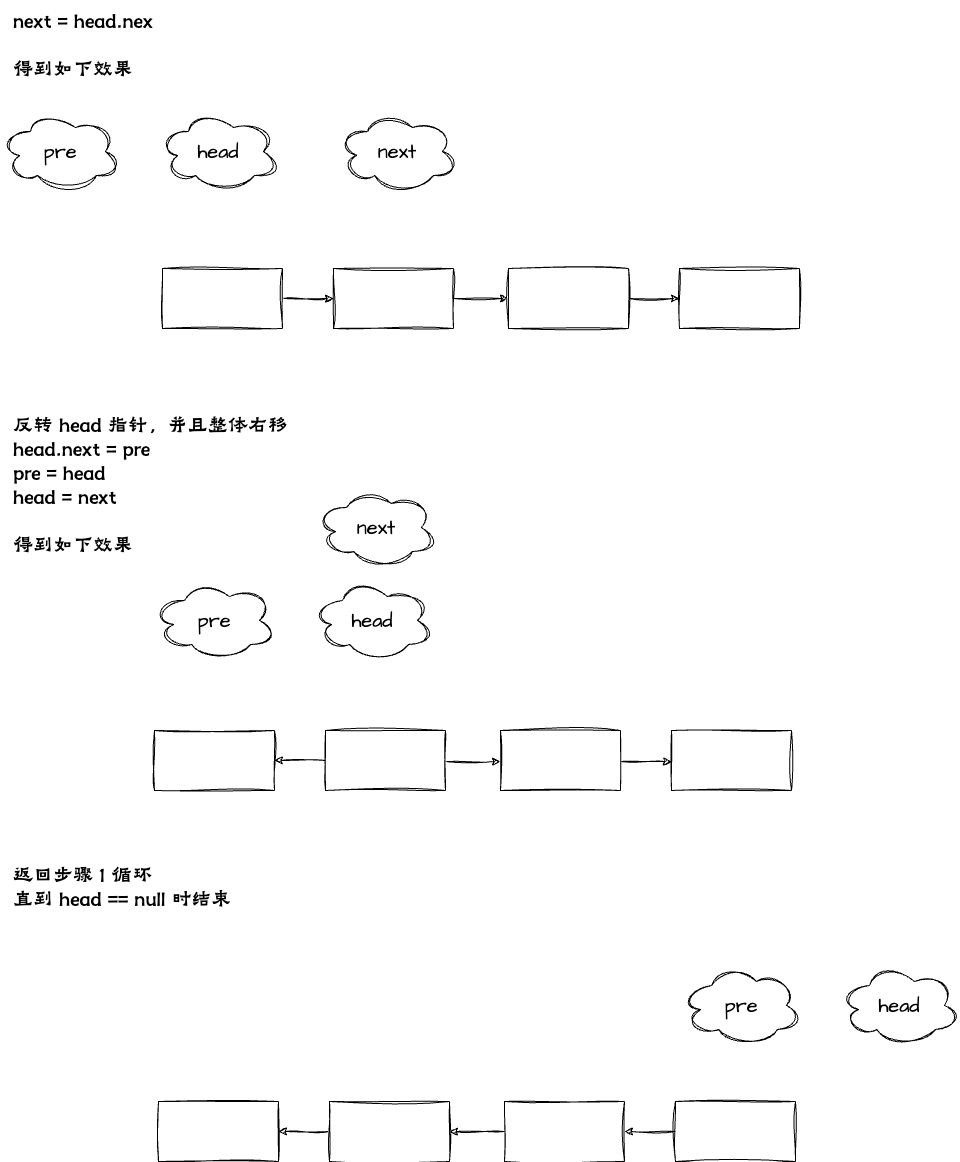 next = head.nex
得到如下效果
pre
head
next
反转 head 指针，并且整体右移
head.next = pre
pre = head
head = next
得到如下效果
next
pre
head
返回步骤 1 循环
直到 head == null 时结束
pre
head